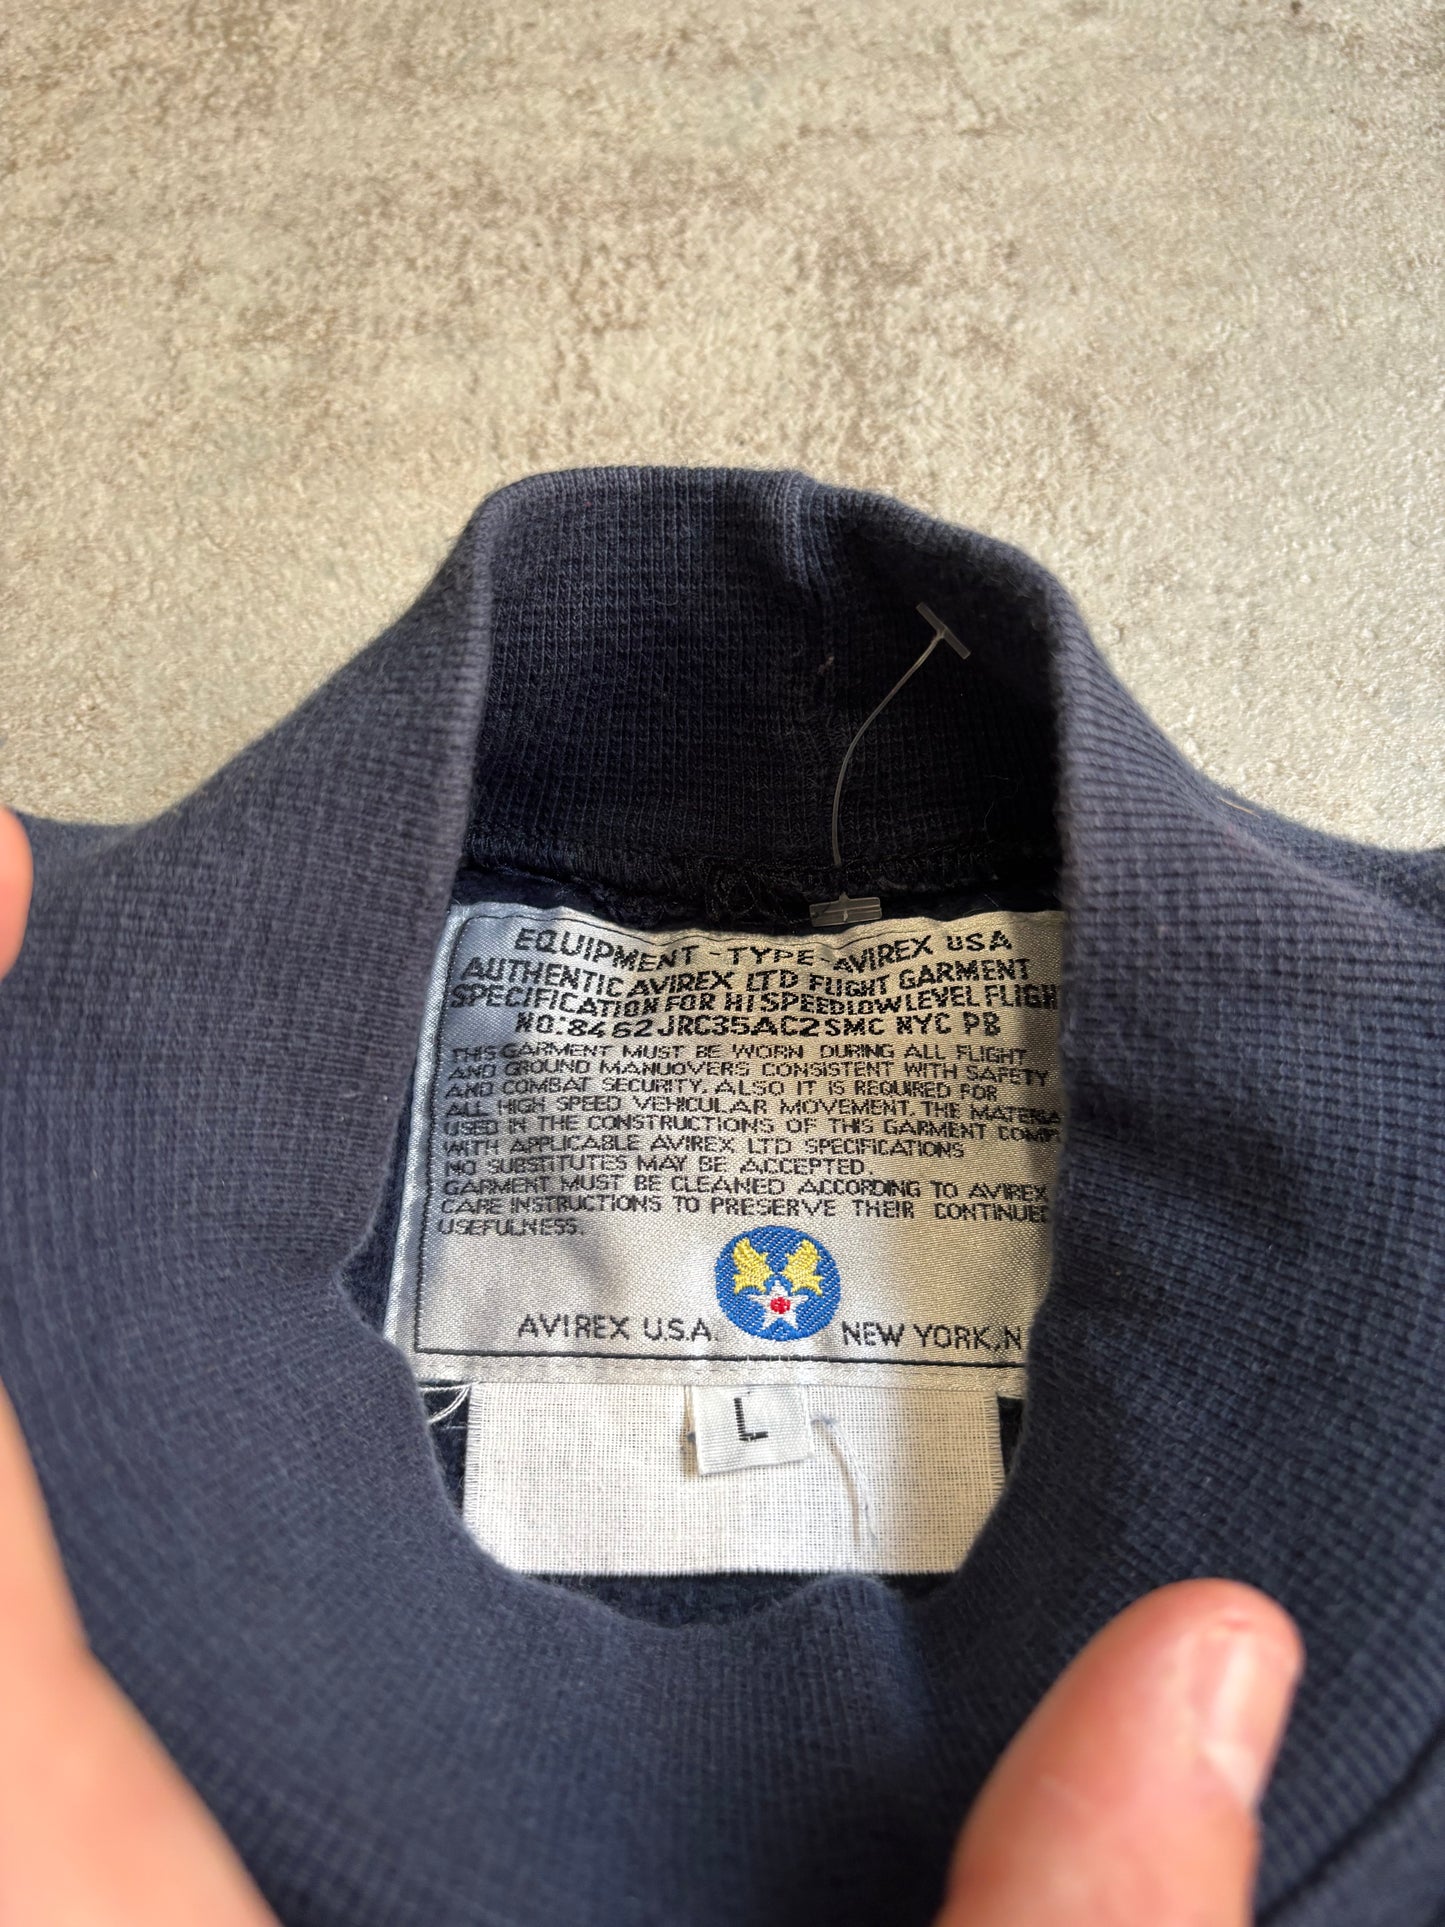 EQUIPMENT - TYPE - AVIREX USA
AUTHENTIC AVIREX LTD FLIGHT GARMENT
SPECIFICATION FOR HI SPEED LOW LEVEL FLIGH
NO.:8462JRC35AC2SMC NYC PB
THIS GARMENT MUST BE WORN DURING ALL FLIGHT
AND GROUND MANUOVERS CONSISTENT WITH SAFETY
AND COMBAT SECURITY. ALSO IT IS REQUIRED FOR
ALL HIGH SPEED VEHICULAR MOVEMENT. THE MATERIA
USED IN THE CONSTRUCTIONS OF THIS GARMENT COMP
WITH APPLICABLE AVIREX LTD SPECIFICATIONS
NO SUBSTITUTES MAY BE ACCEPTED.
GARMENT MUST BE CLEANED ACCORDING TO AVIREX
CARE INSTRUCTIONS TO PRESERVE THEIR CONTINUED
USEFULNESS.
AVIREX U.S.A. NEW YORK, N
L